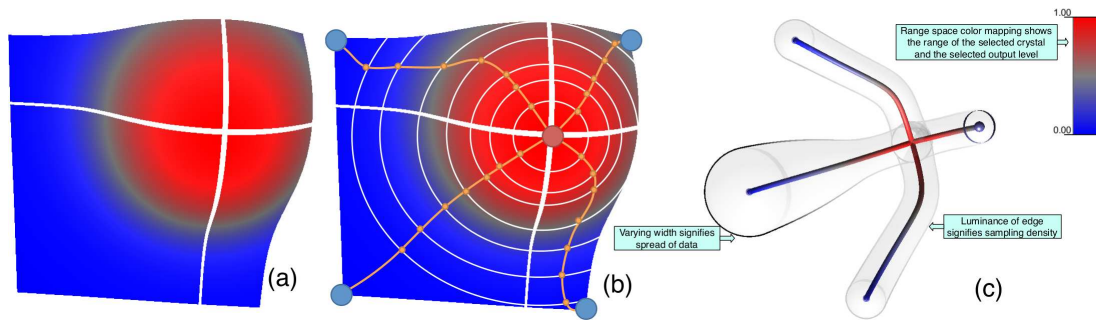 (a)
(b)
Range space color mapping shows
the range of the selected crystal
and the selected output level
1.00
0.00
Varying width signifies
spread of data
Luminance of edge
signifies sampling density
(c)